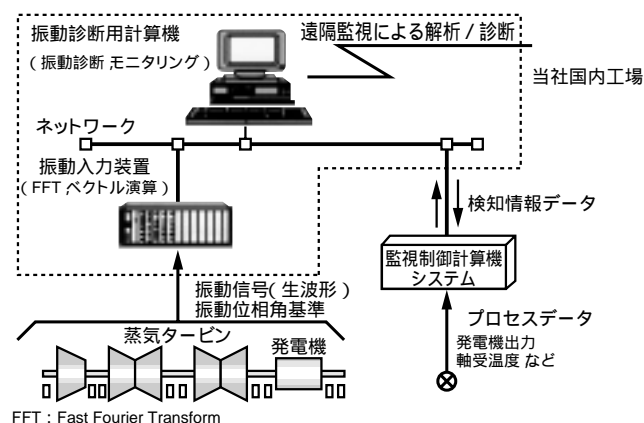 振動診断用計算機
(振動診断,モニタリング)
遠隔監視による解析/診断
当社国内工場
ネットワーク
振動入力装置
(FFT,ベクトル演算)
検知情報データ
監視制御計算機
システム
振動信号(生波形)
振動位相角基準
プロセスデータ
発電機出力
軸受温度 など
蒸気タービン
発電機
FFT:Fast Fourier Transform